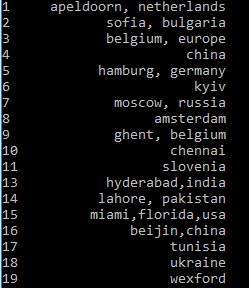 1 apeldoorn, netherlands
2 sofia, bulgaria
3 belgium, europe
4 china
5 hamburg, germany
6 kyiv
7 moscow, russia
8 amsterdam
9 ghent, belgium
10 chennai
11 slovenia
13 hyderabad,india
14 lahore, pakistan
15 miami,florida,usa
16 beijin,china
17 tunisia
18 ukraine
19 wexford